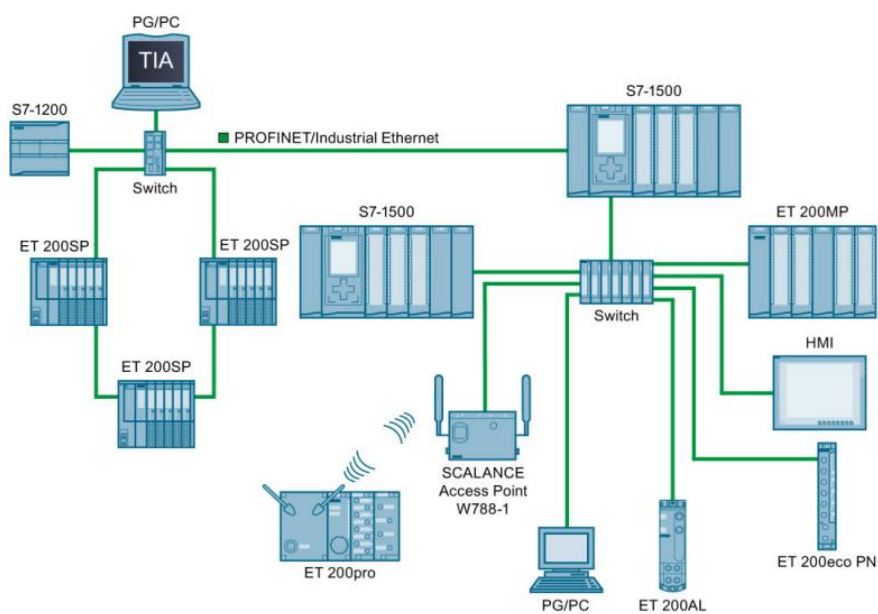 PG/PC
TIA
S7-1200
S7-1500
PROFINET/Industrial Ethernet
Switch
S7-1500
ET 200MP
ET 200SP
ET 200SP
Switch
HMI
ET 200SP
SCALANCE
Access Point
W788-1
ET 200eco PN
ET 200pro
PG/PC
ET 200AL